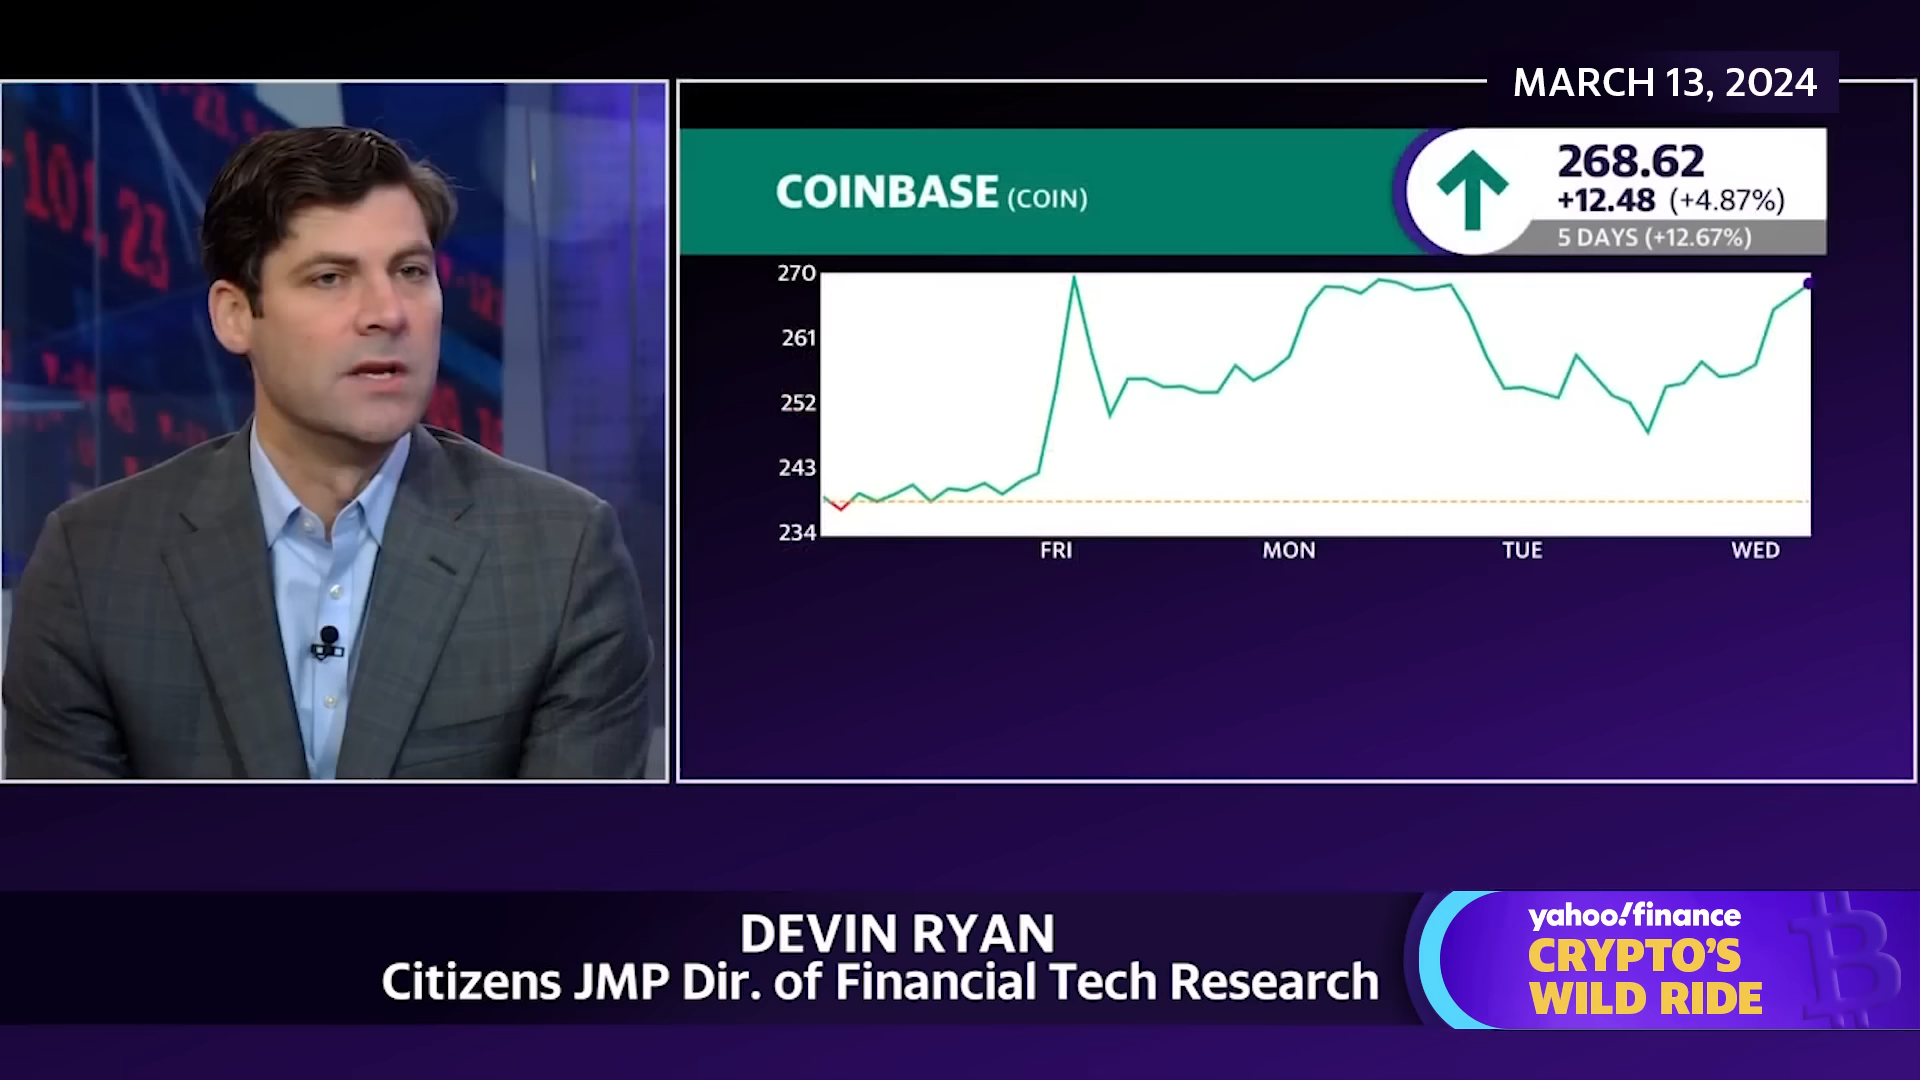 MARCH 13, 2024
COINBASE (COIN)
268.62
+12.48 (+4.87%)
5 DAYS (+12.67%)
270
261
252
243
234
FRI MON TUE WED
DEVIN RYAN
Citizens JMP Dir. of Financial Tech Research
yahoo!finance
CRYPTO'S
WILD RIDE